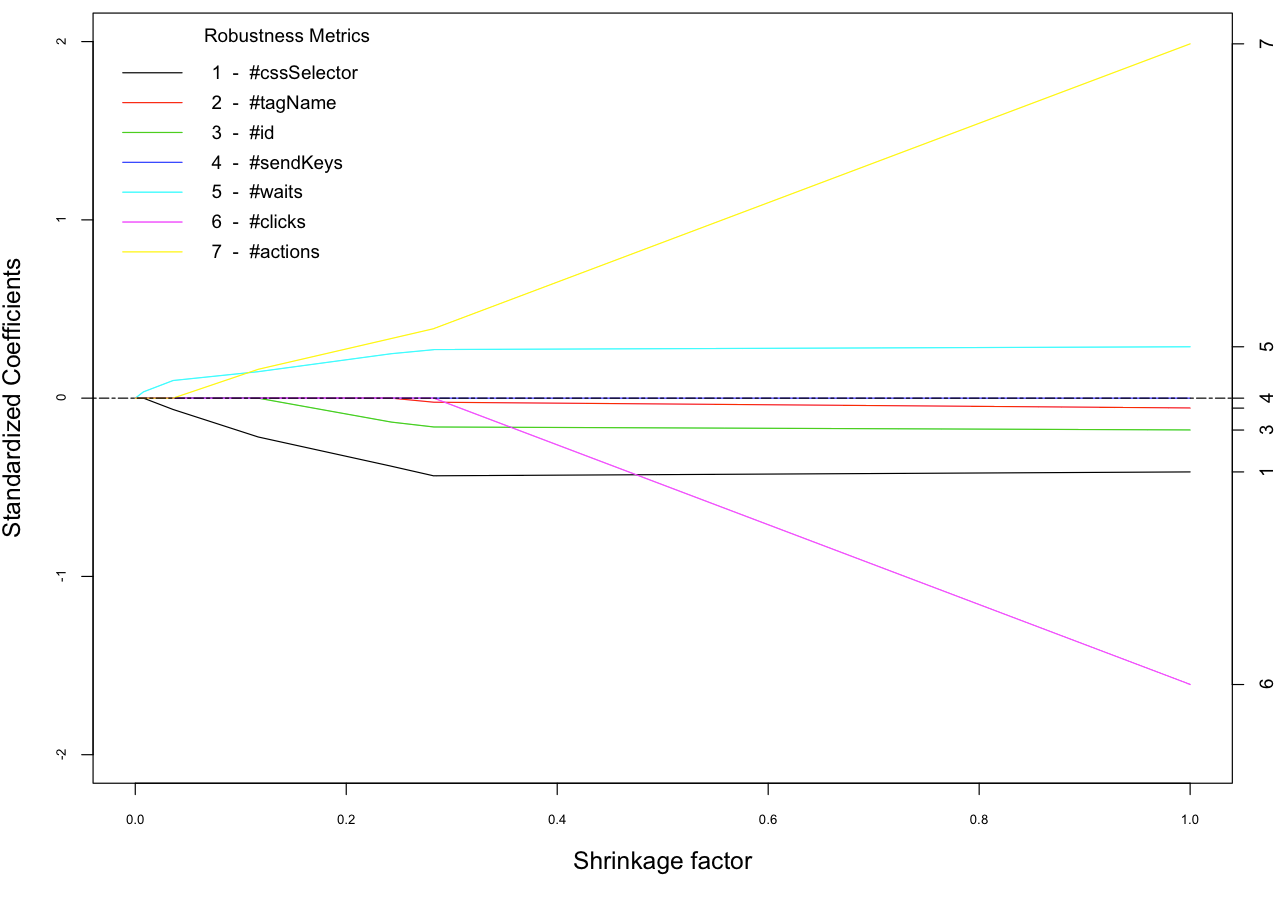 Robustness Metrics
1 - #cssSelector
2 - #tagName
3 - #id
4 - #sendKeys
5 - #waits
6 - #clicks
7 - #actions
Standardized Coefficients
2
1
0
-1
-2
7
5
4
3
1
6
0.0 0.2 0.4 0.6 0.8 1.0
Shrinkage factor